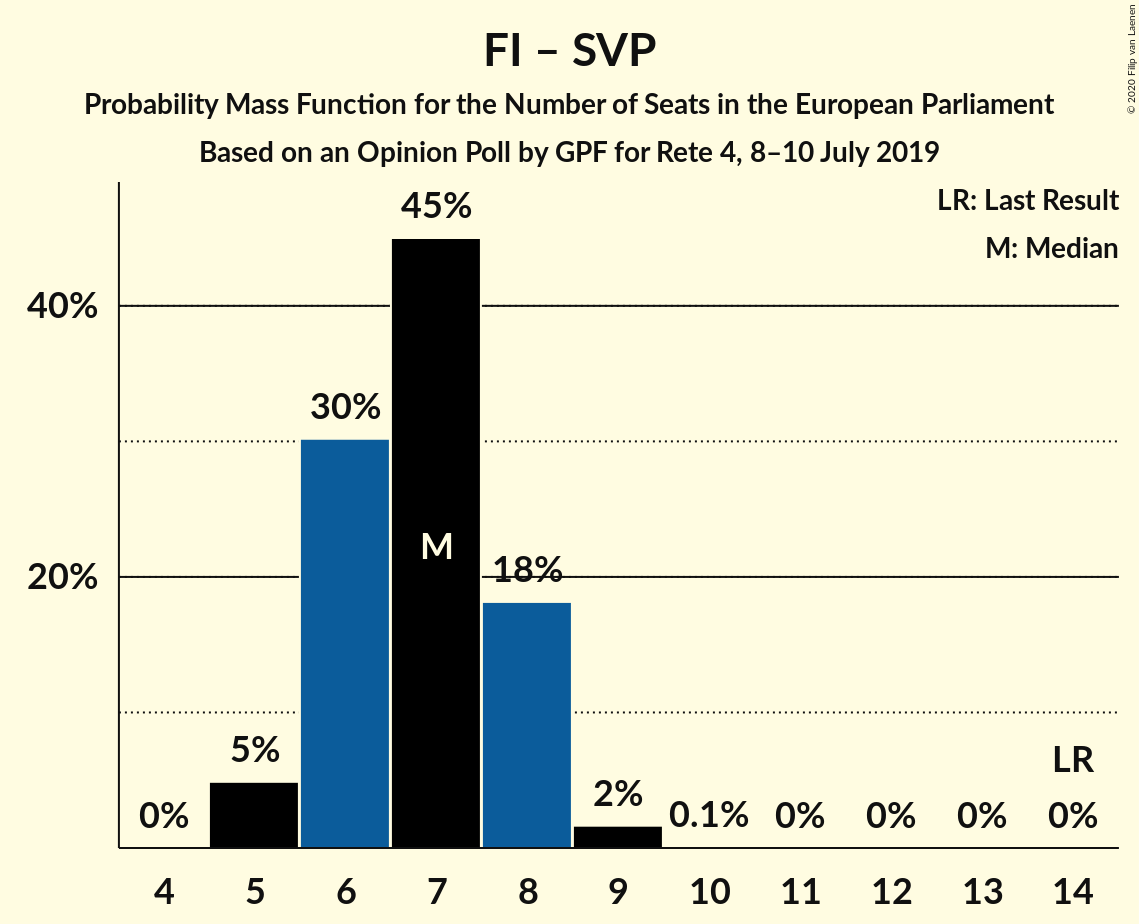 FI – SVP
Probability Mass Function for the Number of Seats in the European Parliament
Based on an Opinion Poll by GPF for Rete 4, 8–10 July 2019
© 2020 Filip van Laenen
LR: Last Result
M: Median
45%
40%
30%
M
20%
18%
5%
LR
2%
0%
0.1%
0%
0%
0%
0%
4 5 6 7 8 9 10 11 12 13 14